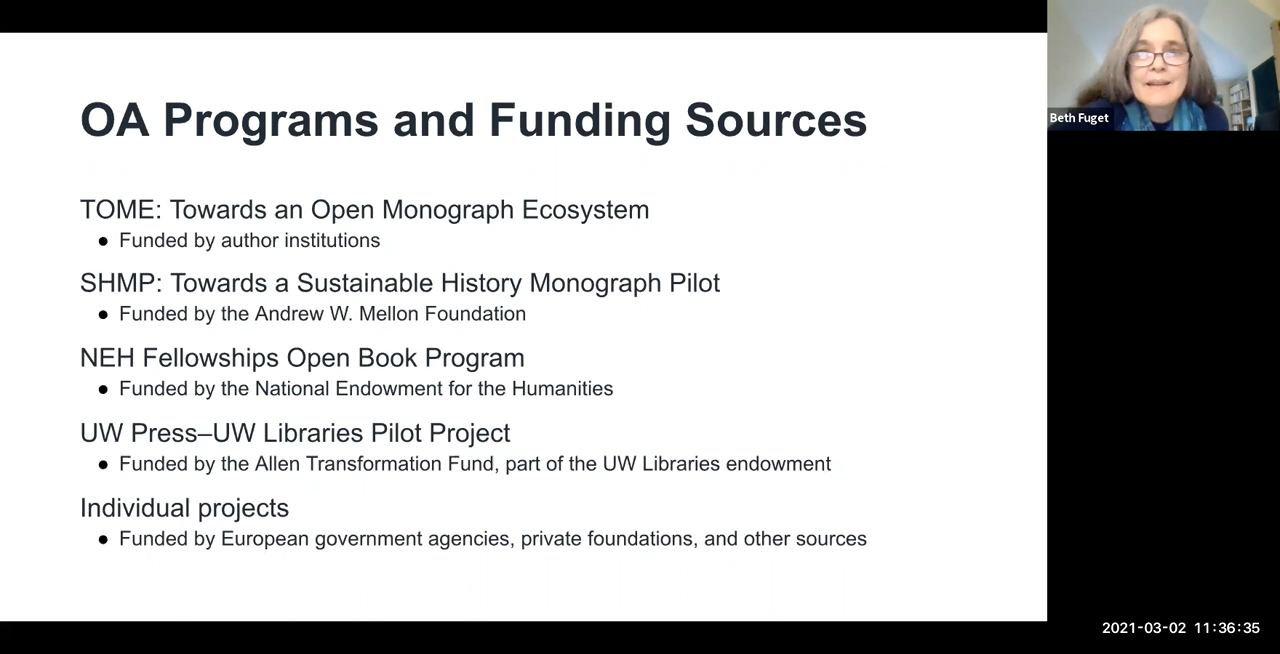 OA Programs and Funding Sources
TOME: Towards an Open Monograph Ecosystem
● Funded by author institutions
SHMP: Towards a Sustainable History Monograph Pilot
● Funded by the Andrew W. Mellon Foundation
NEH Fellowships Open Book Program
● Funded by the National Endowment for the Humanities
UW Press–UW Libraries Pilot Project
● Funded by the Allen Transformation Fund, part of the UW Libraries endowment
Individual projects
● Funded by European government agencies, private foundations, and other sources
Beth Fuget
2021-03-02 11:36:35